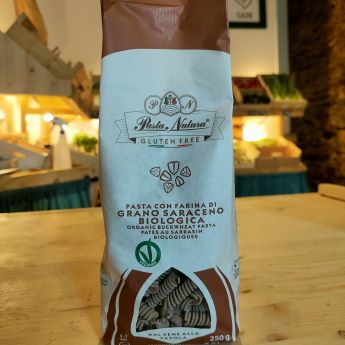 P N
Pasta Natura®
GLUTEN FREE
PASTA CON FARINA DI
GRANO SARACENO
BIOLOGICA
ORGANIC BUCKWHEAT PASTA
PATES AU SARRASIN
BIOLOGIQUES
DAL SEME ALLA
TAVOLA
250g